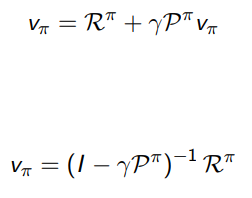 v_π = ℛ^π + γ𝒫^π v_π
v_π = (I − γ𝒫^π)^{−1} ℛ^π